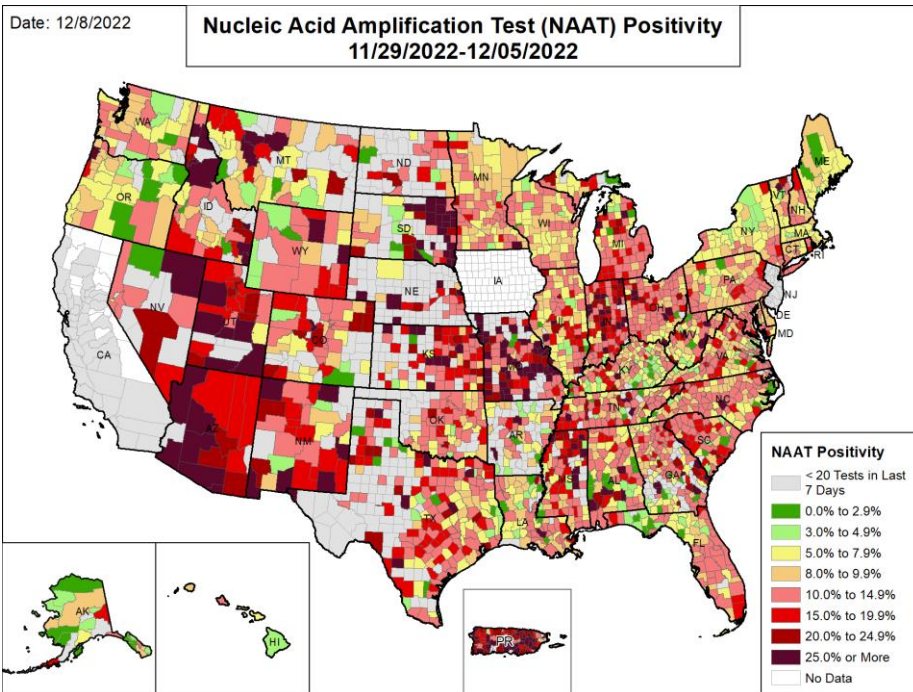 Date: 12/8/2022
Nucleic Acid Amplification Test (NAAT) Positivity
11/29/2022-12/05/2022
WA
MT
ND
MN
ME
OR
ID
SD
WI
MI
VT
NH
NY
MA
CT
RI
WY
NE
IA
PA
NJ
NV
UT
CO
DE
MD
CA
KS
KY
VA
AZ
NM
OK
AR
TN
NC
SC
MS
AL
GA
TX
LA
FL
AK
HI
PR
NAAT Positivity
< 20 Tests in Last
7 Days
0.0% to 2.9%
3.0% to 4.9%
5.0% to 7.9%
8.0% to 9.9%
10.0% to 14.9%
15.0% to 19.9%
20.0% to 24.9%
25.0% or More
No Data